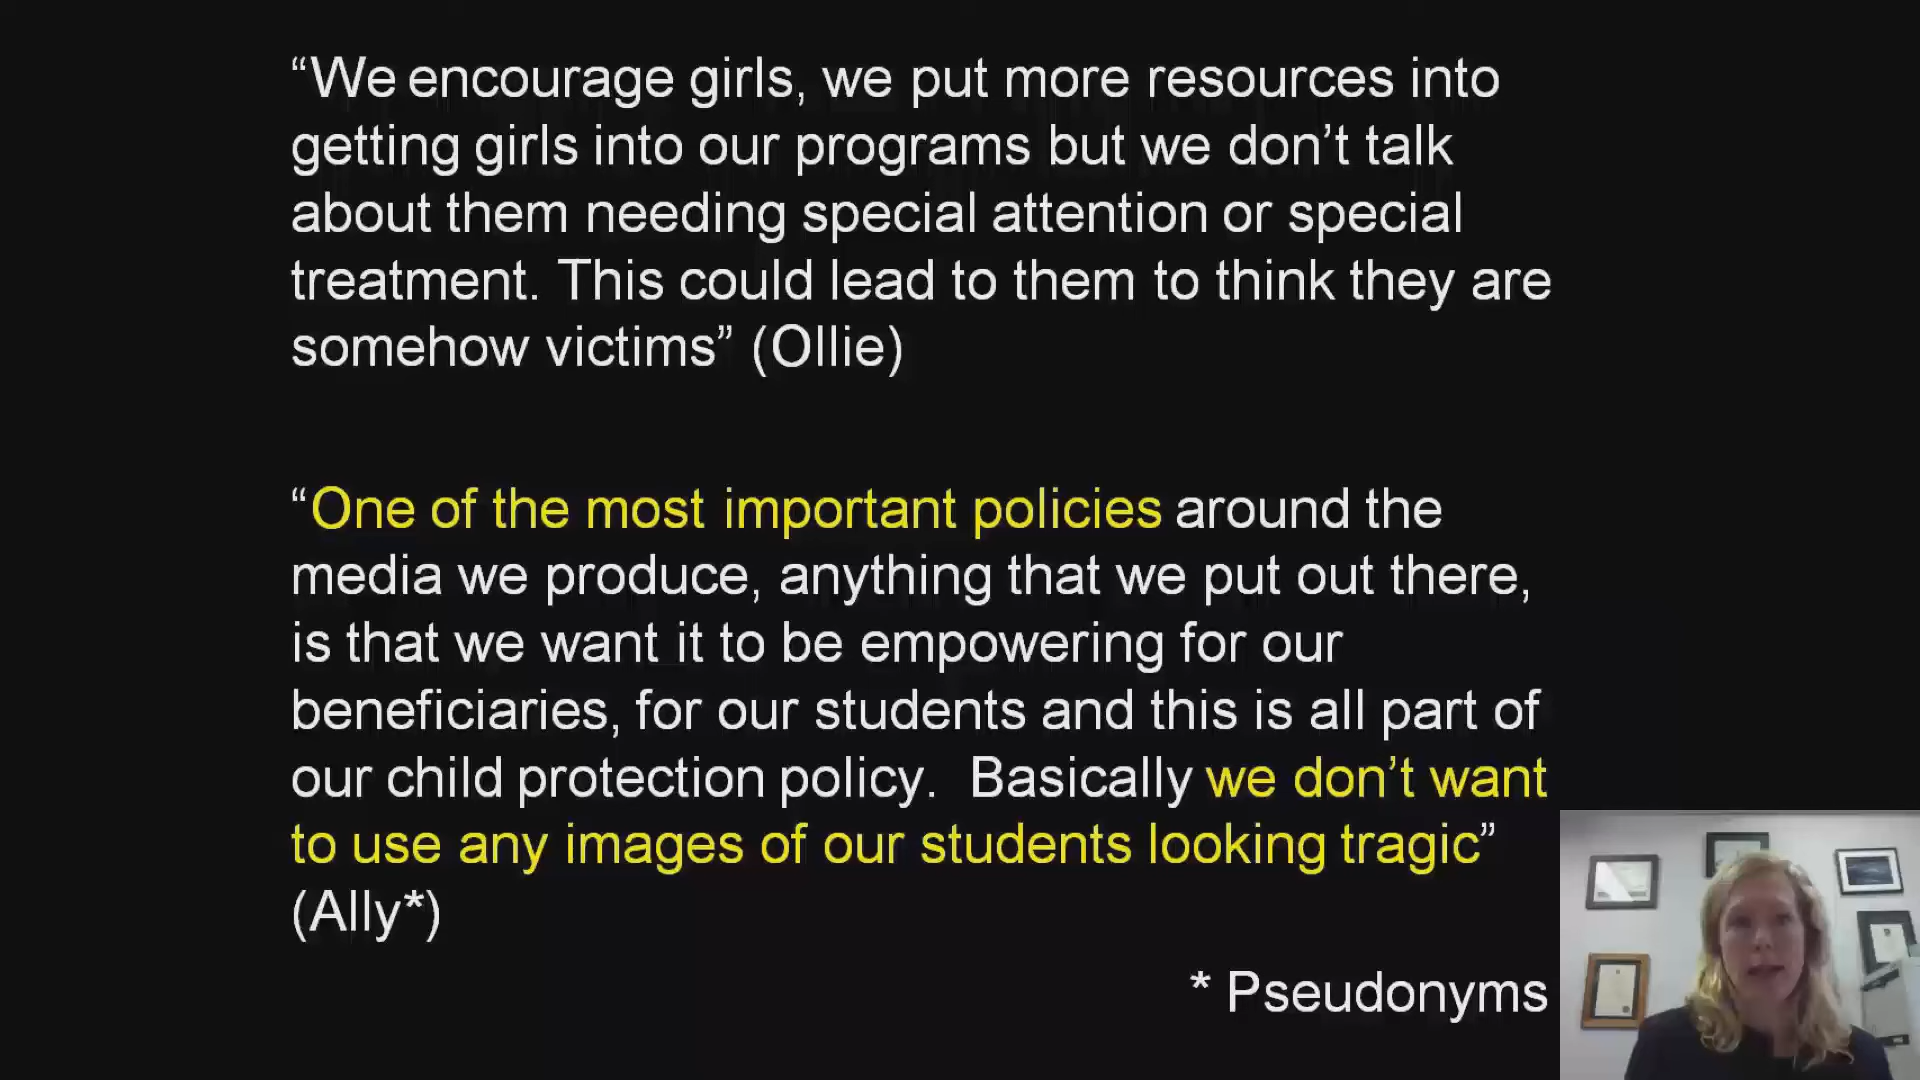 “We encourage girls, we put more resources into
getting girls into our programs but we don’t talk
about them needing special attention or special
treatment. This could lead to them to think they are
somehow victims” (Ollie)
“One of the most important policies around the
media we produce, anything that we put out there,
is that we want it to be empowering for our
beneficiaries, for our students and this is all part of
our child protection policy.  Basically we don’t want
to use any images of our students looking tragic”
(Ally*)
* Pseudonyms